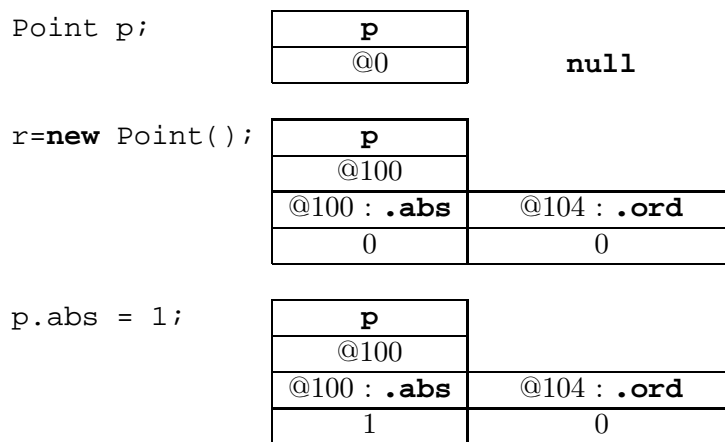 Point p; p
@0 null
r=new Point(); p
@100
@100 : .abs @104 : .ord
0 0
p.abs = 1; p
@100
@100 : .abs @104 : .ord
1 0